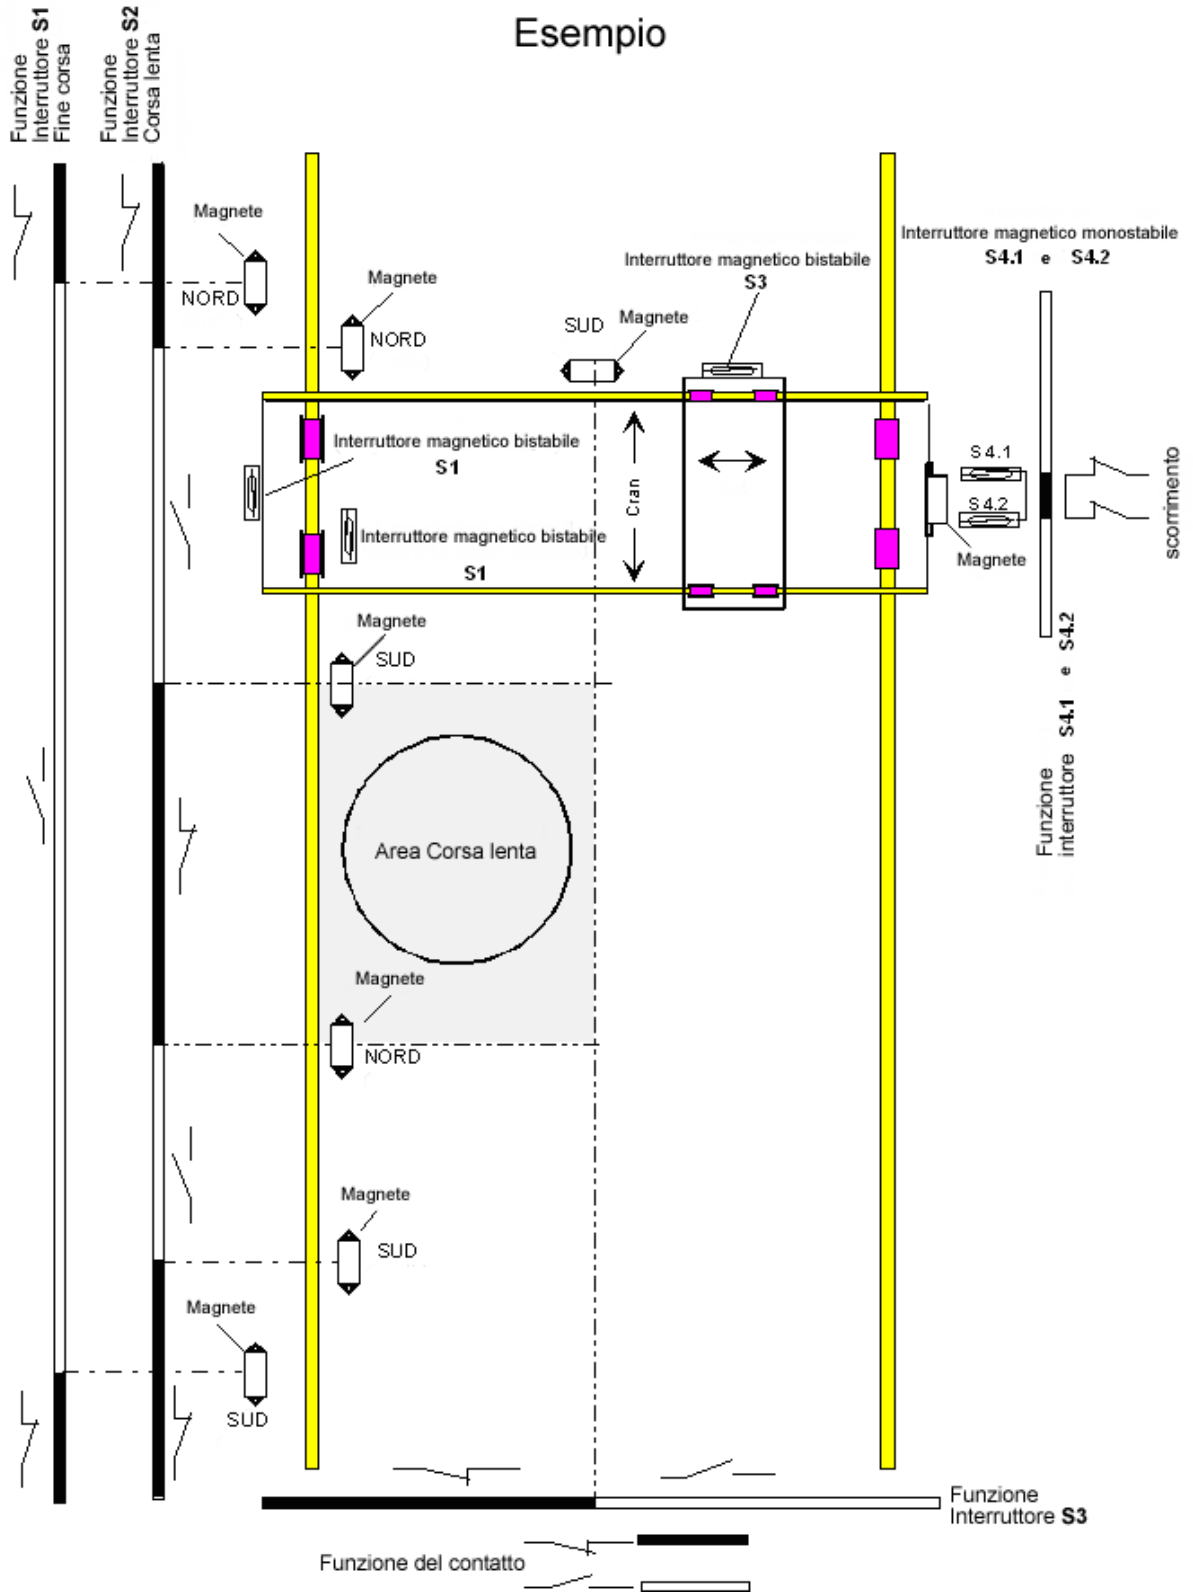 Esempio
Funzione
Interruttore S1
Fine corsa
Funzione
Interruttore S2
Corsa lenta
Magnete
NORD
Magnete
NORD
SUD
Magnete
Interruttore magnetico bistabile
S3
Interruttore magnetico monostabile
S4.1 e S4.2
Interruttore magnetico bistabile
S1
Interruttore magnetico bistabile
S1
Cran
S4.1
S4.2
Magnete
scorrimento
Magnete
SUD
Funzione
interruttore S4.1 e S4.2
Area Corsa lenta
Magnete
NORD
Magnete
SUD
Magnete
SUD
Funzione
Interruttore S3
Funzione del contatto